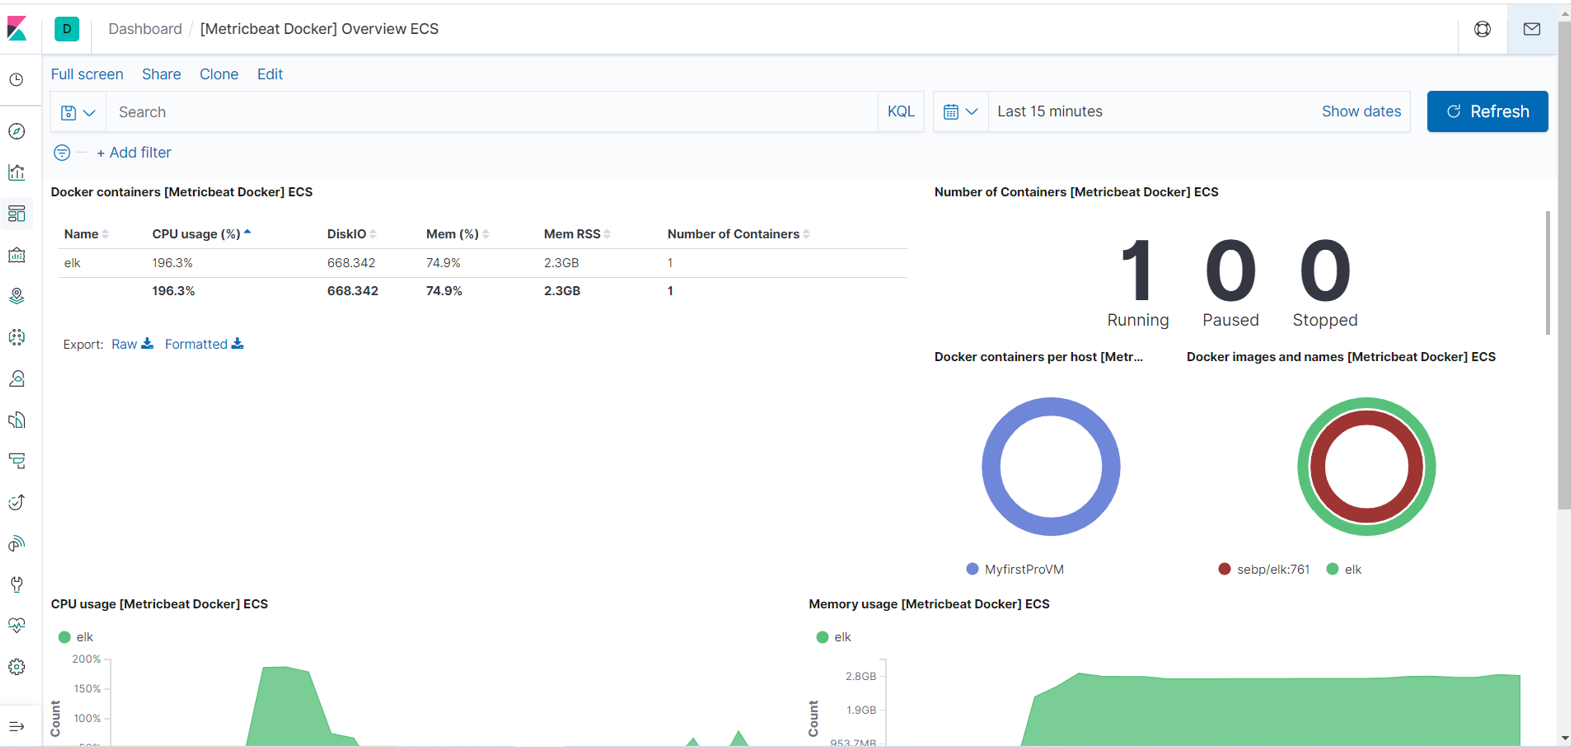 D Dashboard / [Metricbeat Docker] Overview ECS
Full screen Share Clone Edit
Search KQL Last 15 minutes Show dates Refresh
+ Add filter
Docker containers [Metricbeat Docker] ECS
Name CPU usage (%) DiskIO Mem (%) Mem RSS Number of Containers
elk 196.3% 668.342 74.9% 2.3GB 1
196.3% 668.342 74.9% 2.3GB 1
Export: Raw Formatted
Number of Containers [Metricbeat Docker] ECS
1 0 0
Running Paused Stopped
Docker containers per host [Metr...
MyfirstProVM
Docker images and names [Metricbeat Docker] ECS
sebp/elk:761 elk
CPU usage [Metricbeat Docker] ECS
elk
200%
150%
100%
50%
Count
Memory usage [Metricbeat Docker] ECS
elk
2.8GB
1.9GB
953.7MB
Count